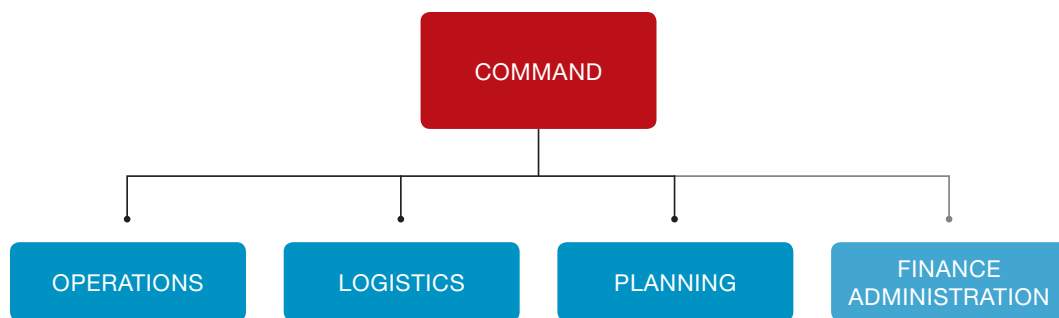 COMMAND
OPERATIONS
LOGISTICS
PLANNING
FINANCE
ADMINISTRATION